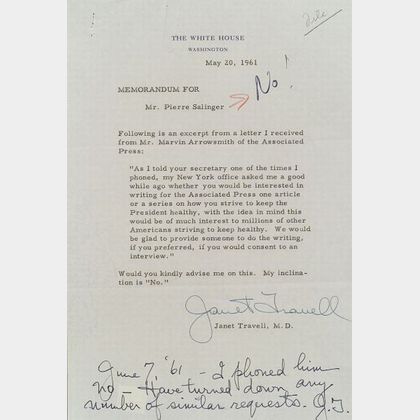 File
THE WHITE HOUSE
WASHINGTON
May 20, 1961
No!
MEMORANDUM FOR
Mr. Pierre Salinger
Following is an excerpt from a letter I received
from Mr. Marvin Arrowsmith of the Associated
Press:
"As I told your secretary one of the times I
phoned, my New York office asked me a good
while ago whether you would be interested in
writing for the Associated Press one article
or a series on how you strive to keep the
President healthy, with the idea in mind this
would be of much interest to millions of other
Americans striving to keep healthy. We would
be glad to provide someone to do the writing,
if you preferred, if you would consent to an
interview."
Would you kindly advise me on this. My inclina-
tion is "No."
Janet Travell
Janet Travell, M.D.
June 7, '61 - I phoned him
no - Have turned down any
number of similar requests. J.T.